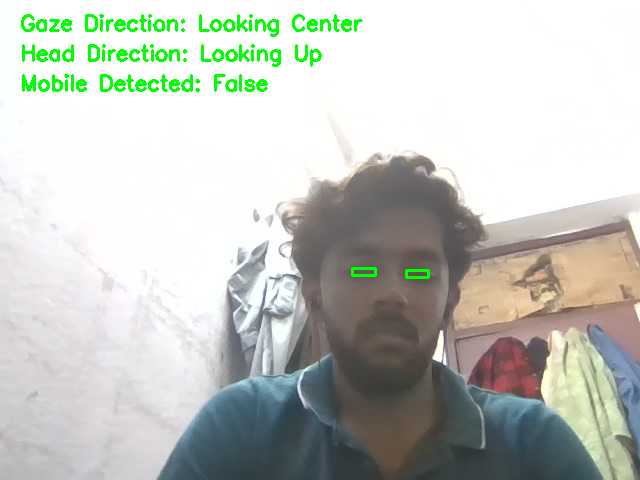 Gaze Direction: Looking Center
Head Direction: Looking Up
Mobile Detected: False